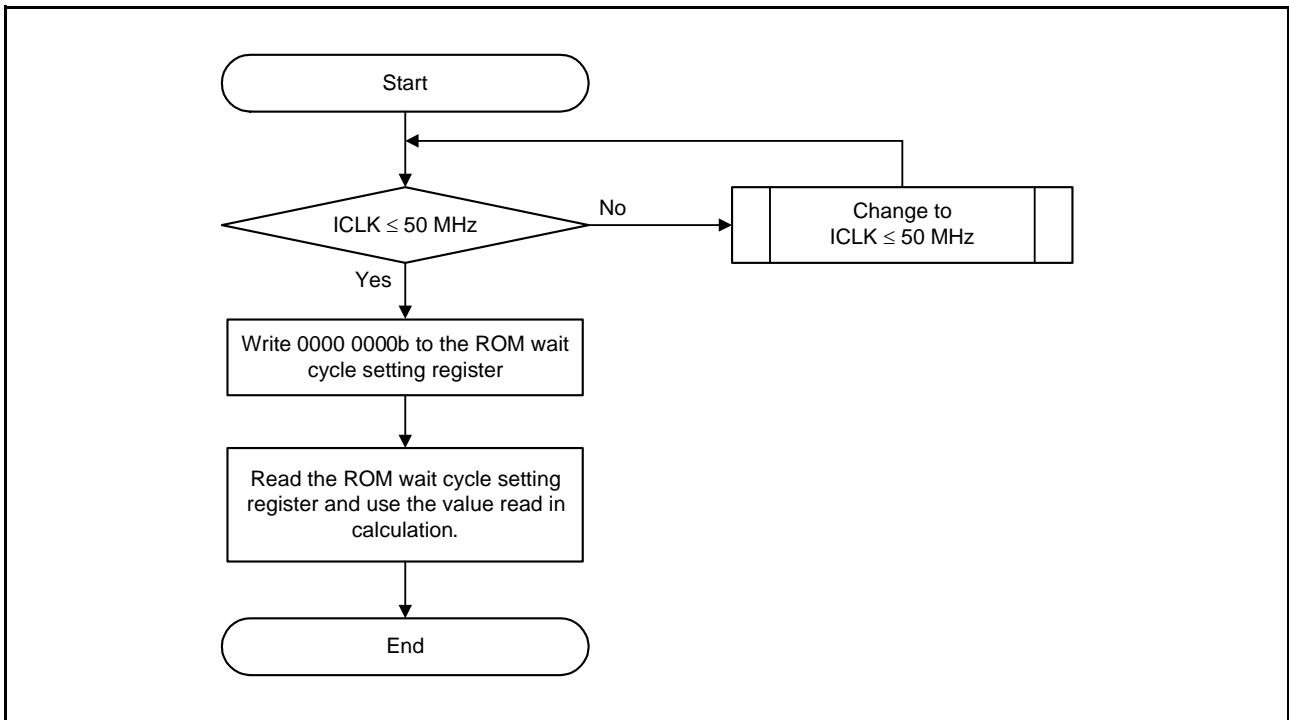 Start
ICLK ≤ 50 MHz
No
Change to
ICLK ≤ 50 MHz
Yes
Write 0000 0000b to the ROM wait
cycle setting register
Read the ROM wait cycle setting
register and use the value read in
calculation.
End